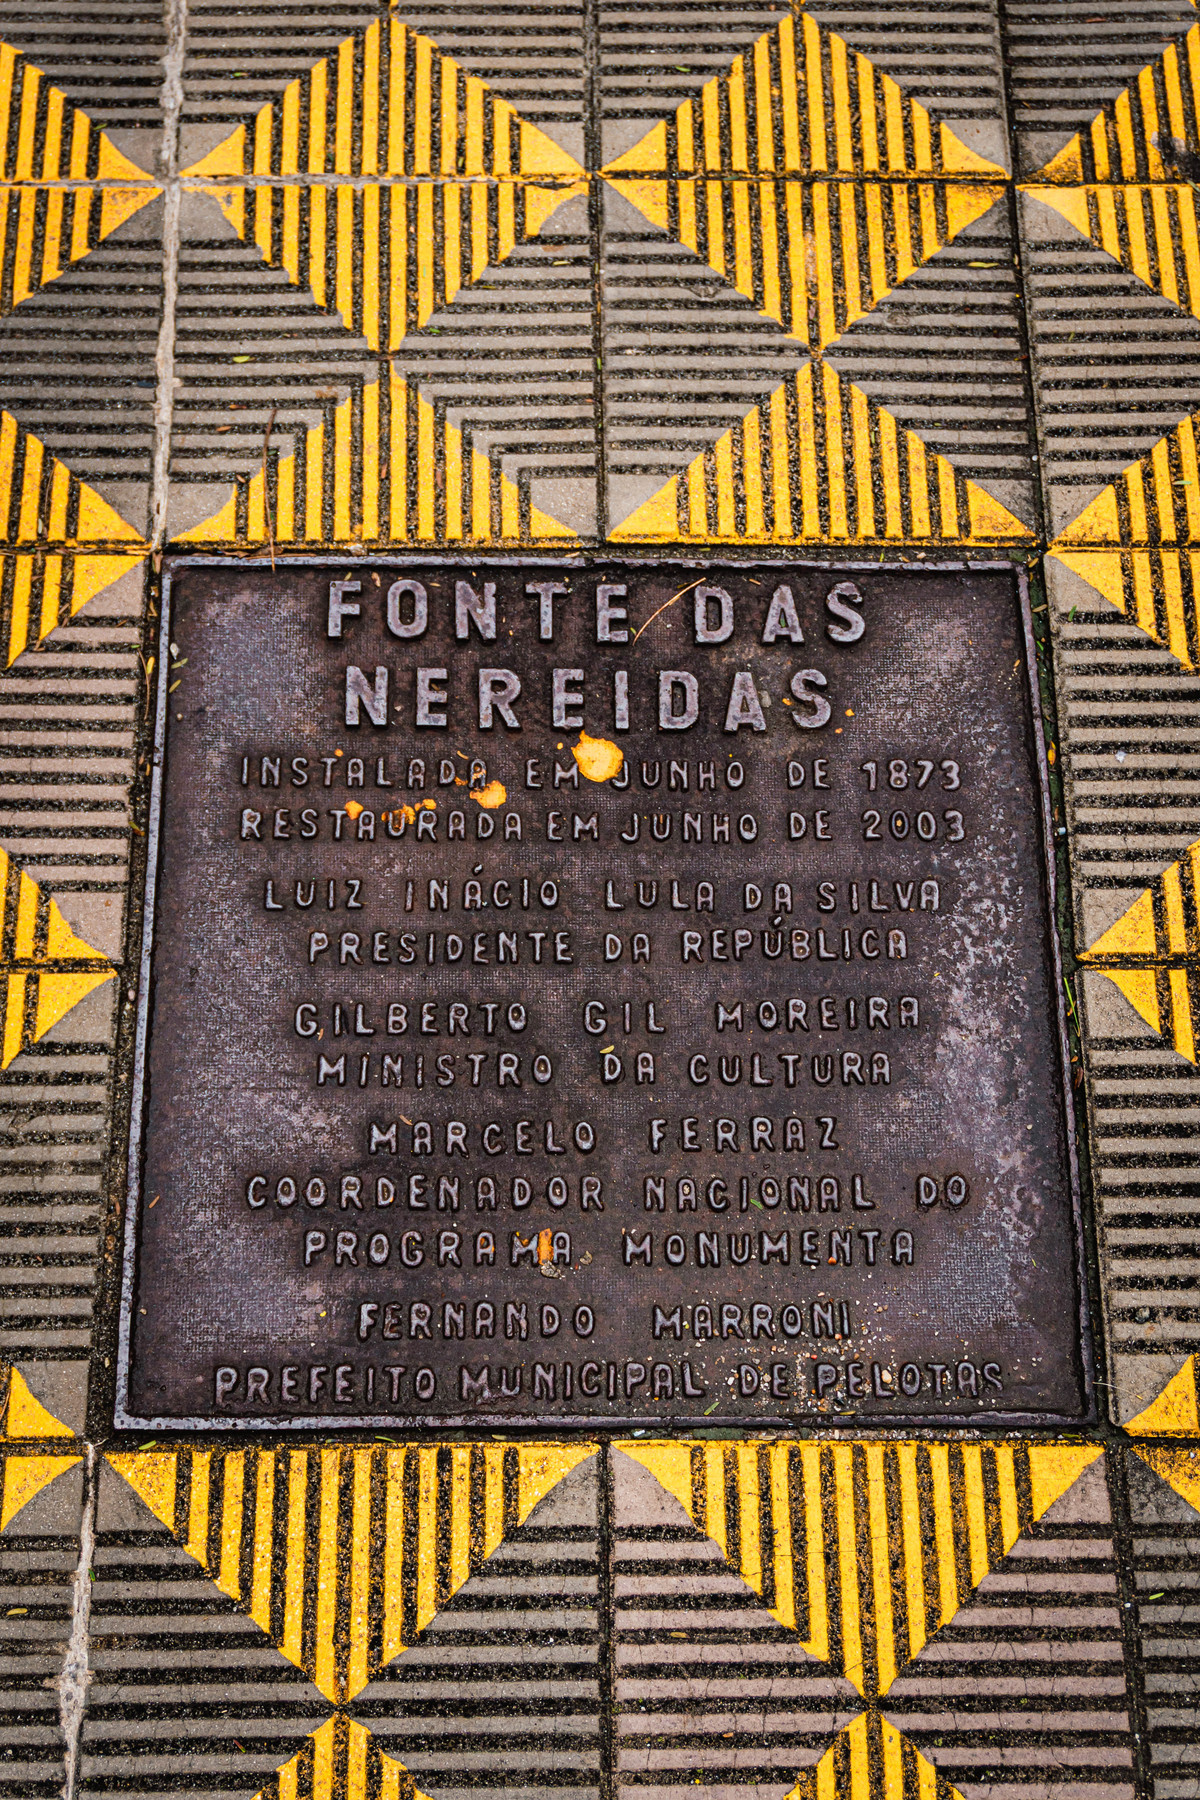 FONTE DAS
NEREIDAS
INSTALADA EM JUNHO DE 1873
RESTAURADA EM JUNHO DE 2003
LUIZ INÁCIO LULA DA SILVA
PRESIDENTE DA REPÚBLICA
GILBERTO GIL MOREIRA
MINISTRO DA CULTURA
MARCELO FERRAZ
COORDENADOR NACIONAL DO
PROGRAMA MONUMENTA
FERNANDO MARRONI
PREFEITO MUNICIPAL DE PELOTAS